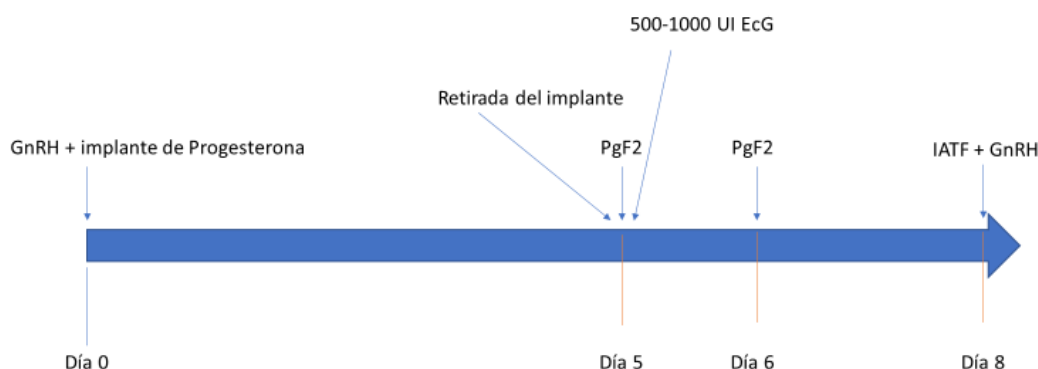 500-1000 UI EcG
Retirada del implante
GnRH + implante de Progesterona
PgF2
PgF2
IATF + GnRH
Día 0
Día 5
Día 6
Día 8